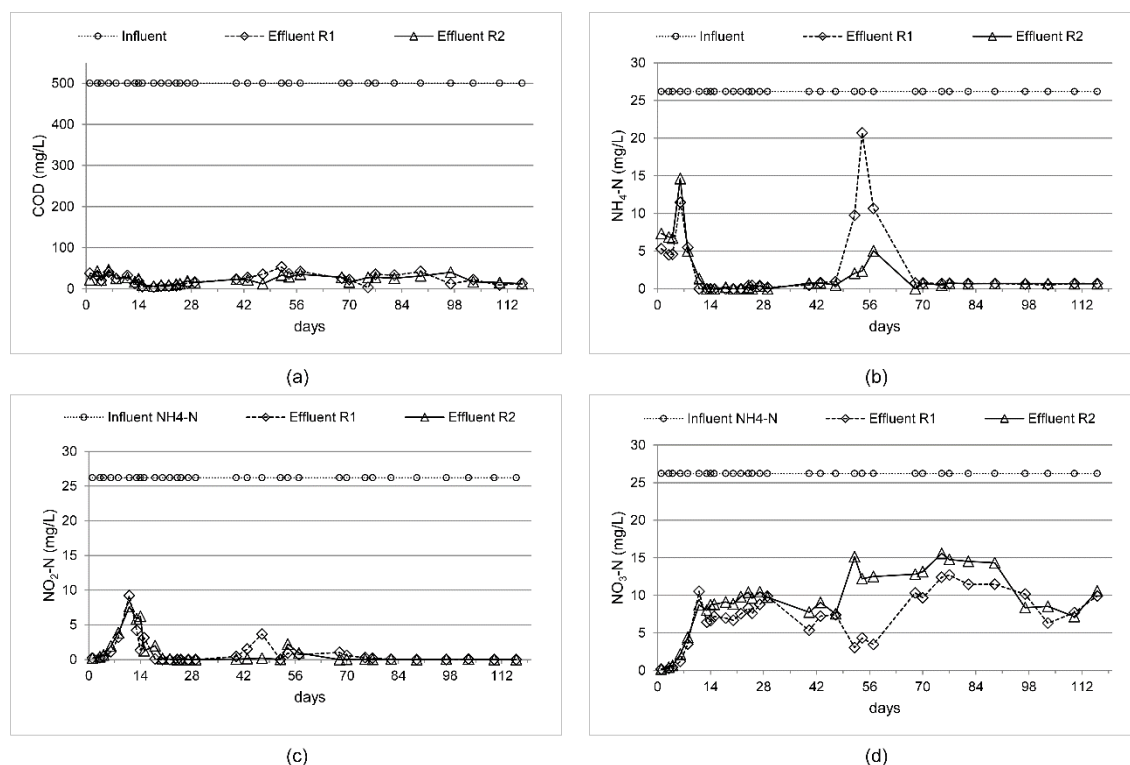 Influent Effluent R1 Effluent R2
500
400
300
200
100
0
COD (mg/L)
0 14 28 42 56 70 84 98 112
days
(a)
Influent Effluent R1 Effluent R2
30
25
20
15
10
5
0
NH₄-N (mg/L)
0 14 28 42 56 70 84 98 112
days
(b)
Influent NH4-N Effluent R1 Effluent R2
30
25
20
15
10
5
0
NO₂-N (mg/L)
0 14 28 42 56 70 84 98 112
days
(c)
Influent NH4-N Effluent R1 Effluent R2
30
25
20
15
10
5
0
NO₃-N (mg/L)
0 14 28 42 56 70 84 98 112
days
(d)